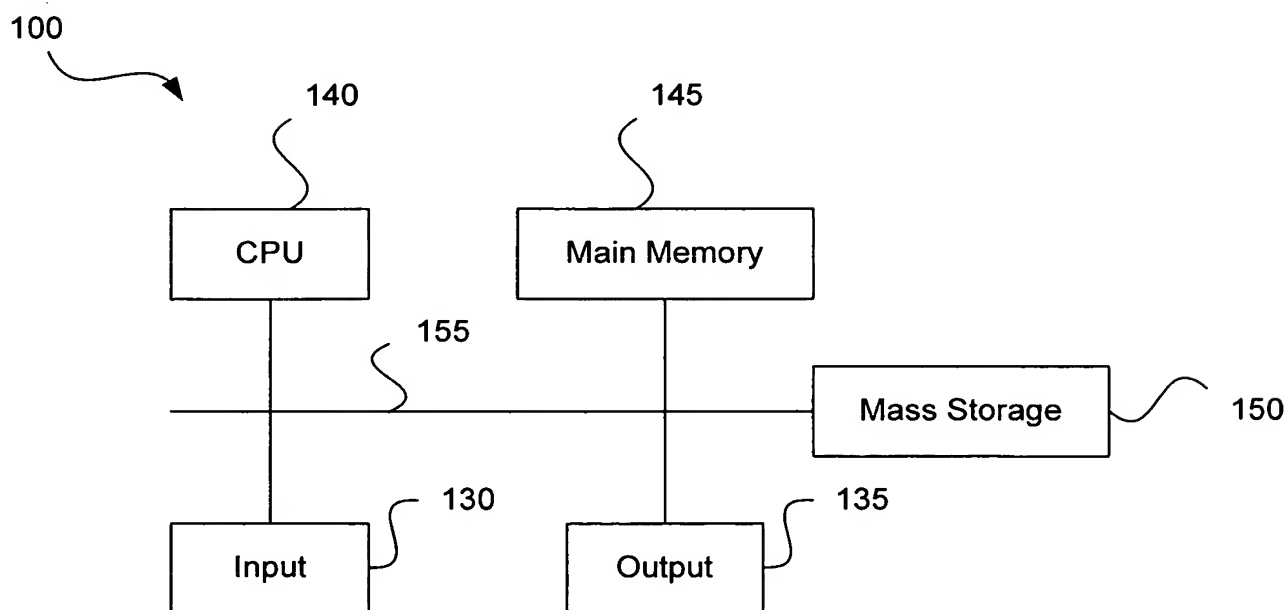 100
140
145
CPU
Main Memory
155
Mass Storage
150
130
135
Input
Output